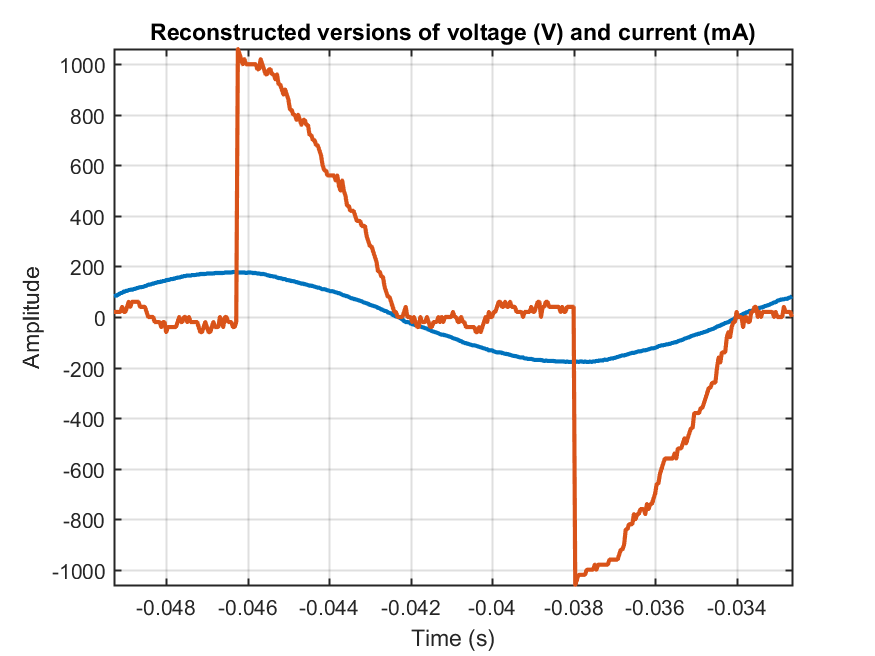 Reconstructed versions of voltage (V) and current (mA)
1000
800
600
400
200
0
-200
-400
-600
-800
-1000
Amplitude
-0.048 -0.046 -0.044 -0.042 -0.04 -0.038 -0.036 -0.034
Time (s)